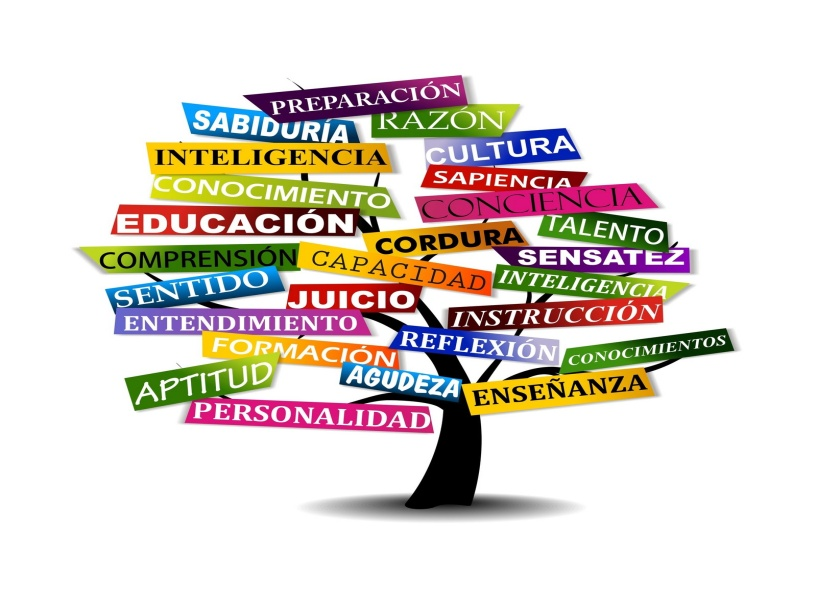 PREPARACIÓN
SABIDURÍA
RAZÓN
INTELIGENCIA
CULTURA
CONOCIMIENTO
SAPIENCIA
CONCIENCIA
EDUCACIÓN
TALENTO
CORDURA
COMPRENSIÓN
CAPACIDAD
SENSATEZ
SENTIDO
INTELIGENCIA
JUICIO
INSTRUCCIÓN
ENTENDIMIENTO
REFLEXIÓN
CONOCIMIENTOS
FORMACIÓN
APTITUD
AGUDEZA
ENSEÑANZA
PERSONALIDAD